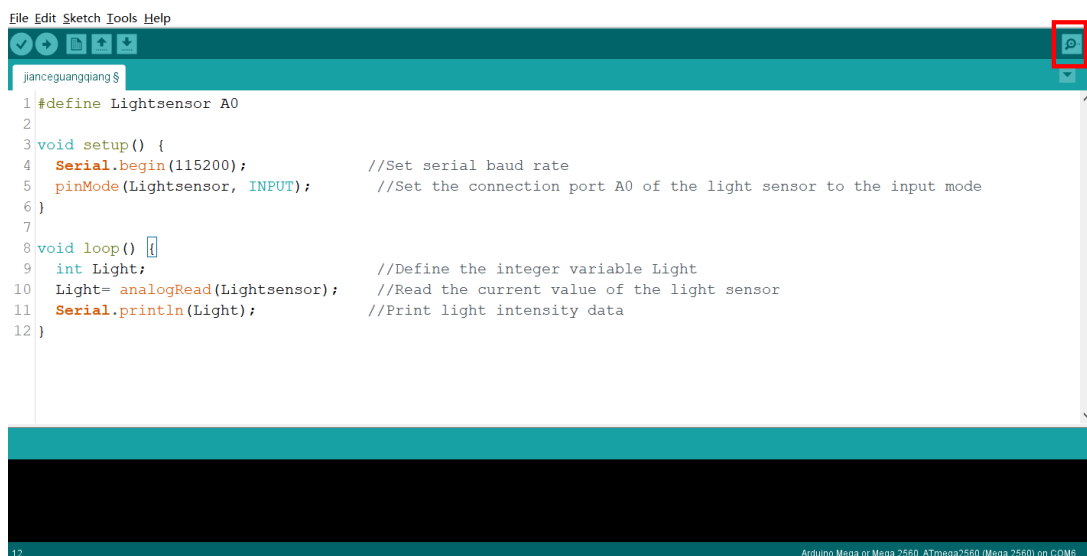 File Edit Sketch Tools Help
jianceguangqiang §
1 #define Lightsensor A0
2
3 void setup() {
4   Serial.begin(115200);             //Set serial baud rate
5   pinMode(Lightsensor, INPUT);       //Set the connection port A0 of the light sensor to the input mode
6 }
7
8 void loop() {
9   int Light;                         //Define the integer variable Light
10   Light= analogRead(Lightsensor);    //Read the current value of the light sensor
11   Serial.println(Light);            //Print light intensity data
12 }
12 Arduino Mega or Mega 2560, ATmega2560 (Mega 2560) on COM6